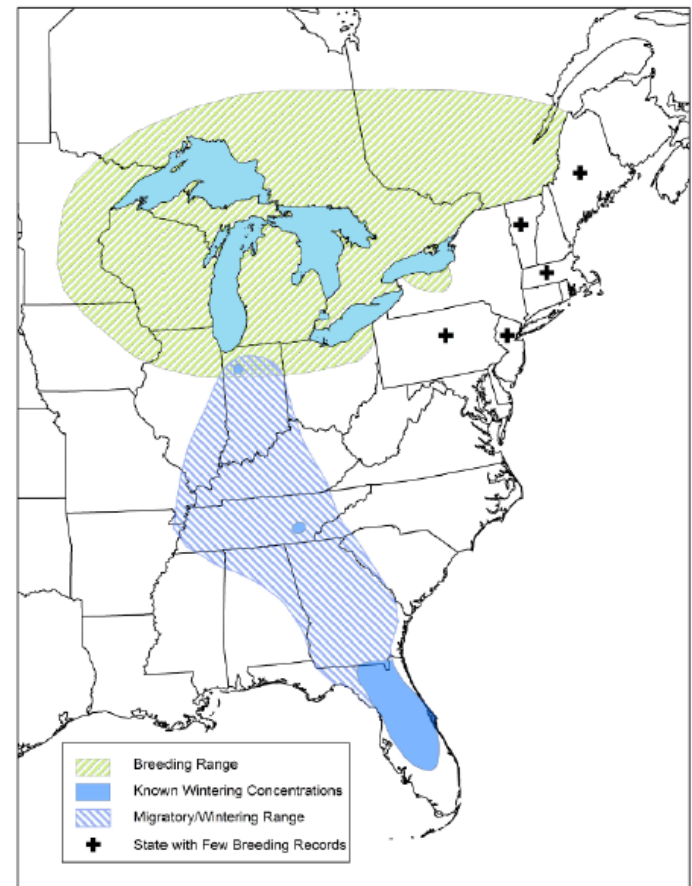 Breeding Range
Known Wintering Concentrations
Migratory/Wintering Range
State with Few Breeding Records